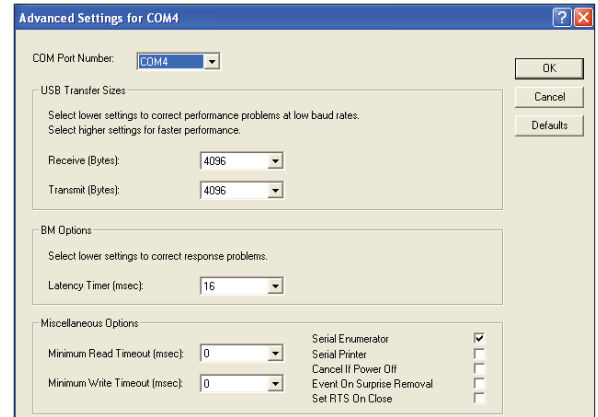 Advanced Settings for COM4
COM Port Number: COM4
OK
Cancel
Defaults
USB Transfer Sizes
Select lower settings to correct performance problems at low baud rates.
Select higher settings for faster performance.
Receive (Bytes): 4096
Transmit (Bytes): 4096
BM Options
Select lower settings to correct response problems.
Latency Timer (msec): 16
Miscellaneous Options
Minimum Read Timeout (msec): 0
Minimum Write Timeout (msec): 0
Serial Enumerator
Serial Printer
Cancel If Power Off
Event On Surprise Removal
Set RTS On Close